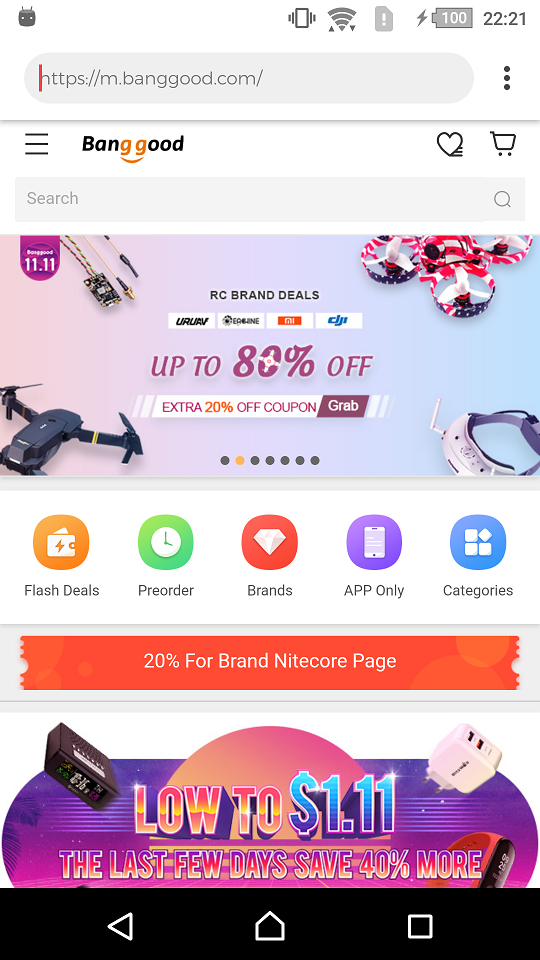 100 22:21
https://m.banggood.com/
Banggood
Search
Banggood
11.11
RC BRAND DEALS
URUAV EACHINE mi dji
UP TO 80% OFF
EXTRA 20% OFF COUPON Grab
Flash Deals Preorder Brands APP Only Categories
20% For Brand Nitecore Page
LOW TO $1.11
THE LAST FEW DAYS SAVE 40% MORE